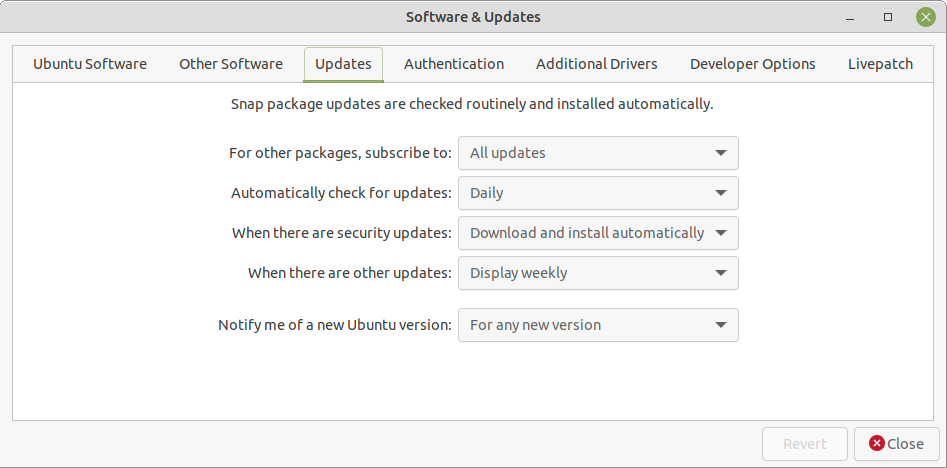 Software & Updates
Ubuntu Software Other Software Updates Authentication Additional Drivers Developer Options Livepatch
Snap package updates are checked routinely and installed automatically.
For other packages, subscribe to: All updates
Automatically check for updates: Daily
When there are security updates: Download and install automatically
When there are other updates: Display weekly
Notify me of a new Ubuntu version: For any new version
Revert Close